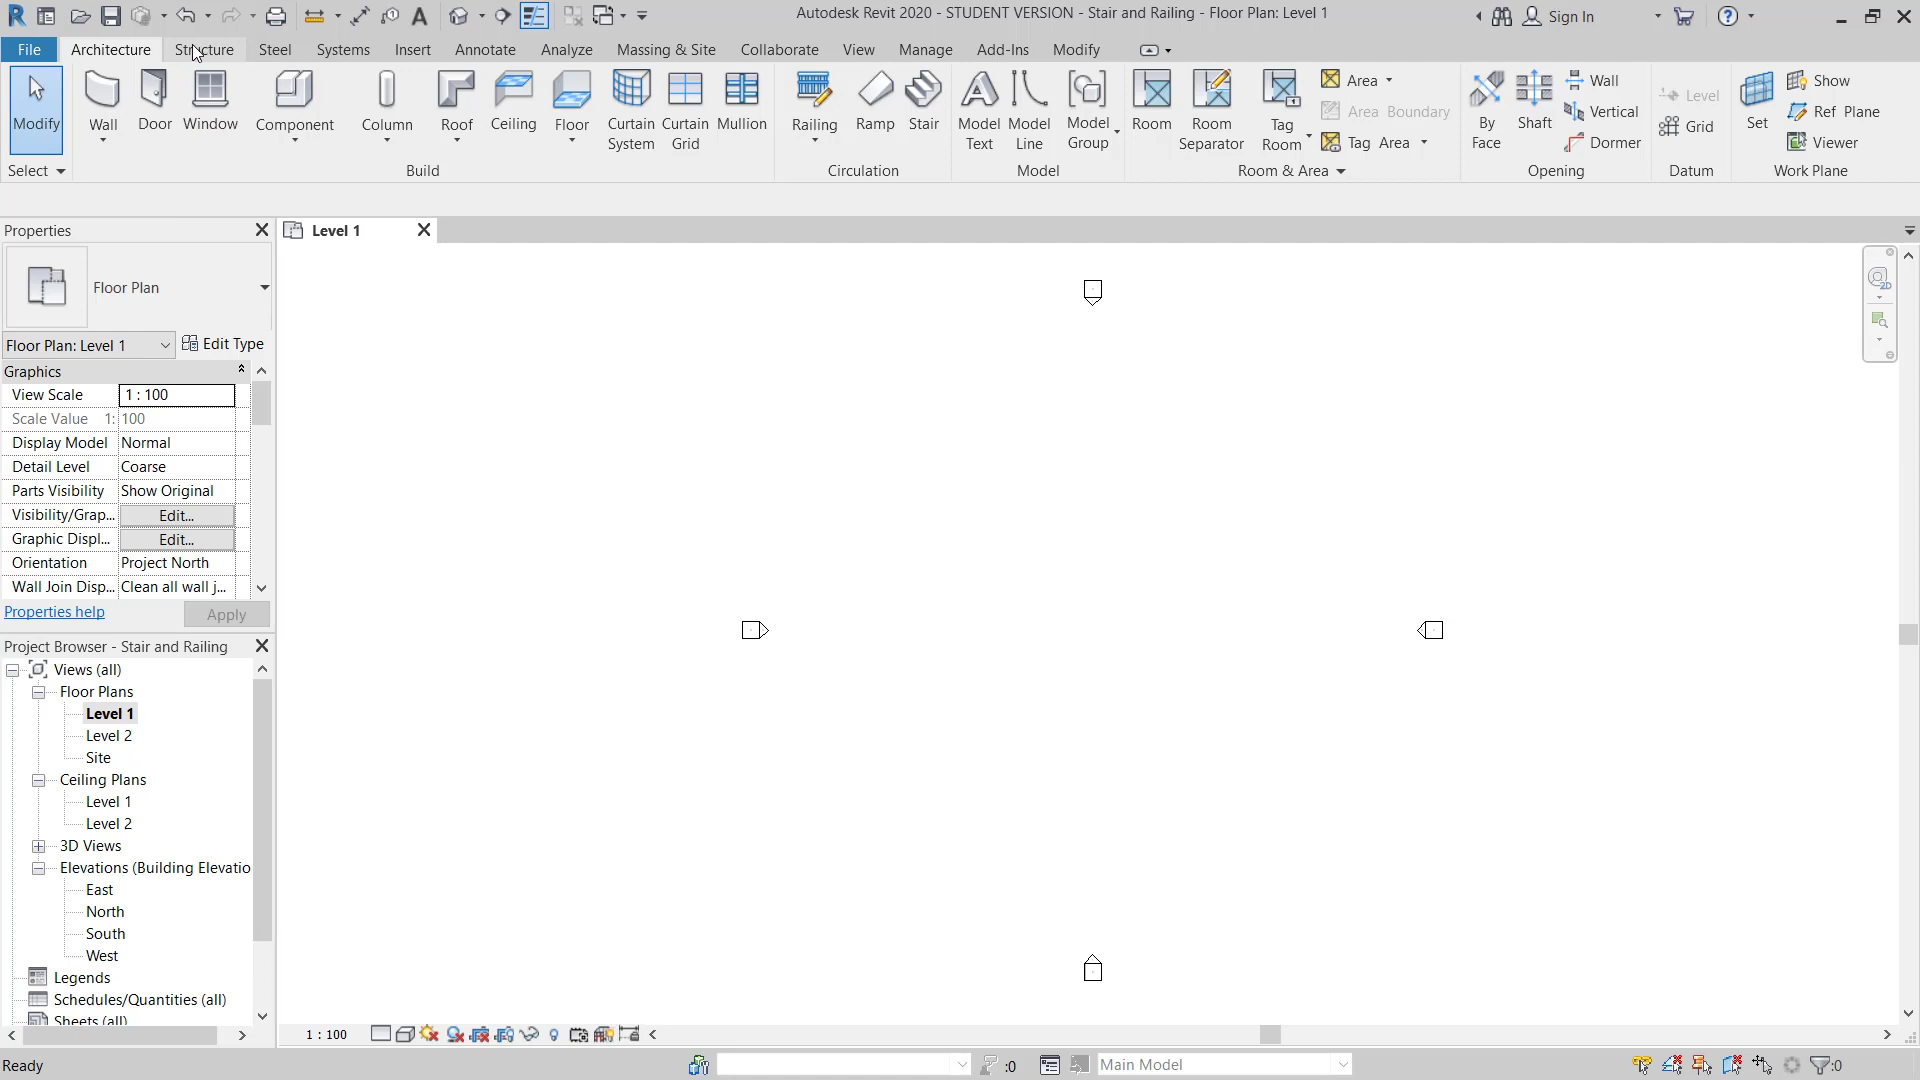 Autodesk Revit 2020 - STUDENT VERSION - Stair and Railing - Floor Plan: Level 1
Sign In
File Architecture Structure Steel Systems Insert Annotate Analyze Massing & Site Collaborate View Manage Add-Ins Modify
Modify
Wall
Door
Window
Component
Column
Roof
Ceiling
Floor
Curtain System
Curtain Grid
Mullion
Railing
Ramp
Stair
Model Text
Model Line
Model Group
Room
Room Separator
Tag Room
Area
Area Boundary
Tag Area
By Face
Shaft
Wall
Vertical
Dormer
Level
Grid
Set
Show
Ref Plane
Viewer
Select
Build
Circulation
Model
Room & Area
Opening
Datum
Work Plane
Properties
Level 1
Floor Plan
Floor Plan: Level 1
Edit Type
Graphics
View Scale 1 : 100
Scale Value 1: 100
Display Model Normal
Detail Level Coarse
Parts Visibility Show Original
Visibility/Grap... Edit...
Graphic Displ... Edit...
Orientation Project North
Wall Join Disp... Clean all wall j...
Properties help
Apply
Project Browser - Stair and Railing
Views (all)
Floor Plans
Level 1
Level 2
Site
Ceiling Plans
Level 1
Level 2
3D Views
Elevations (Building Elevatio
East
North
South
West
Legends
Schedules/Quantities (all)
Sheets (all)
2D
1 : 100
Ready
:0
Main Model
:0